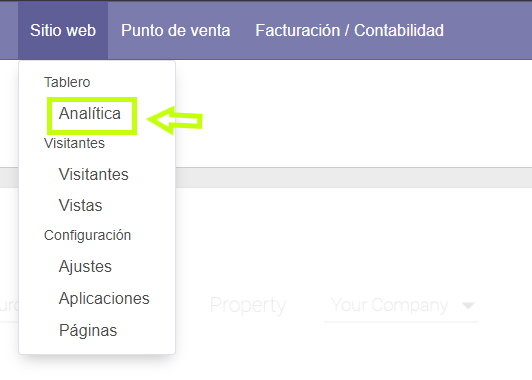 Sitio web Punto de venta Facturación / Contabilidad
Tablero
Analítica
Visitantes
Visitantes
Vistas
Configuración
Ajustes
Aplicaciones
Property Your Company
Páginas